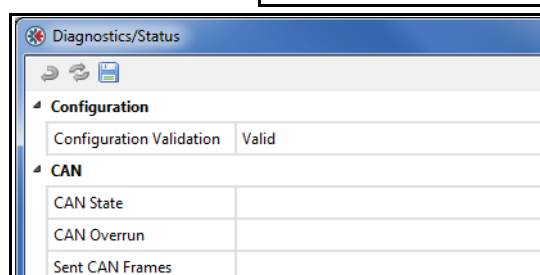 Diagnostics/Status
Configuration
Configuration Validation Valid
CAN
CAN State
CAN Overrun
Sent CAN Frames